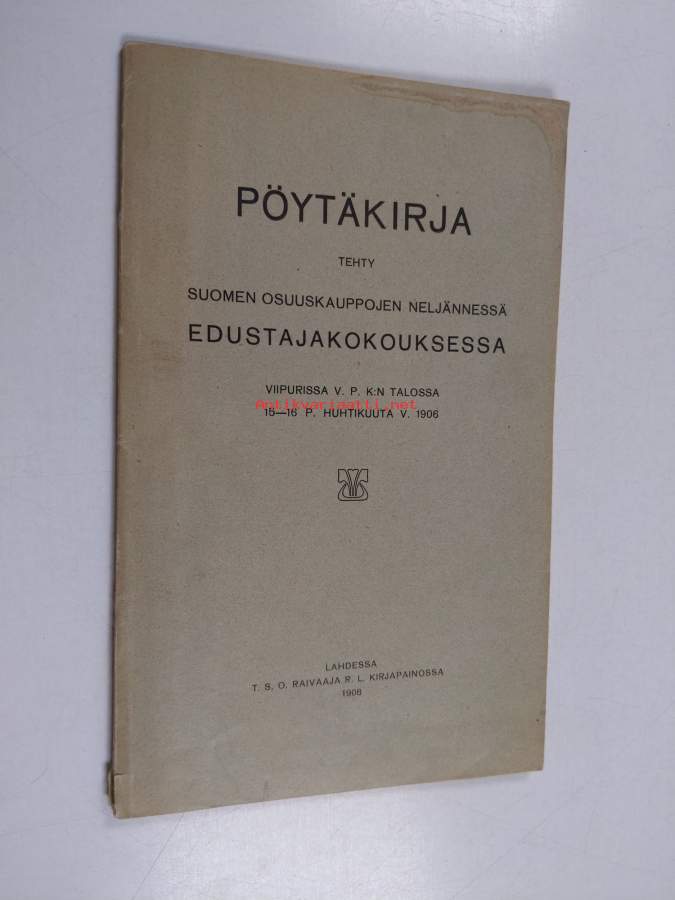 PÖYTÄKIRJA
TEHTY
SUOMEN OSUUSKAUPPOJEN NELJÄNNESSÄ
EDUSTAJAKOKOUKSESSA
VIIPURISSA V. P. K:N TALOSSA
Antikvariaatti.net
15—16 P. HUHTIKUUTA V. 1906
LAHDESSA
T. S. O. RAIVAAJA R. L. KIRJAPAINOSSA
1906